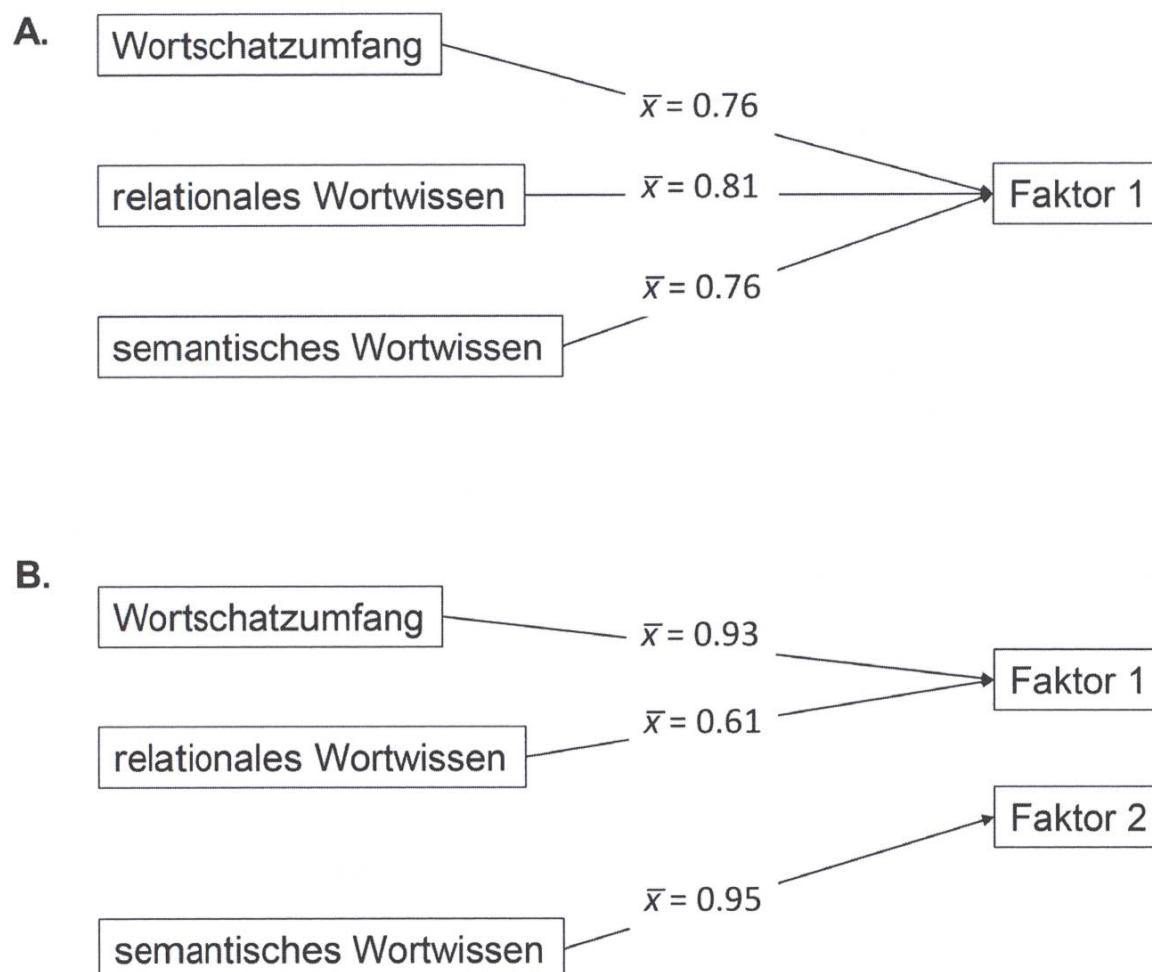 A.
Wortschatzumfang
x̄ = 0.76
relationales Wortwissen
x̄ = 0.81
Faktor 1
x̄ = 0.76
semantisches Wortwissen
B.
Wortschatzumfang
x̄ = 0.93
Faktor 1
relationales Wortwissen
x̄ = 0.61
Faktor 2
x̄ = 0.95
semantisches Wortwissen